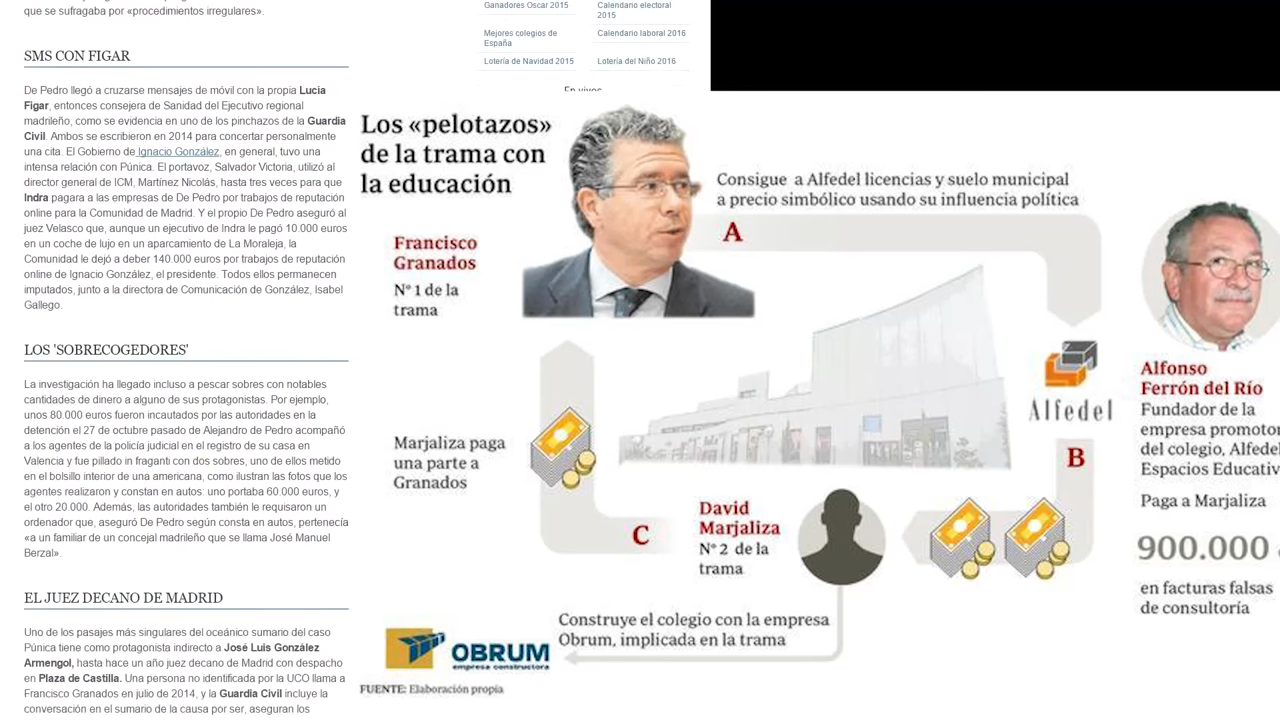 que se sufragaba por «procedimientos irregulares».
SMS CON FIGAR
De Pedro llegó a cruzarse mensajes de móvil con la propia Lucia
Figar, entonces consejera de Sanidad del Ejecutivo regional
madrileño, como se evidencia en uno de los pinchazos de la Guardia
Civil. Ambos se escribieron en 2014 para concertar personalmente
una cita. El Gobierno de Ignacio González, en general, tuvo una
intensa relación con Púnica. El portavoz, Salvador Victoria, utilizó al
director general de ICM, Martínez Nicolás, hasta tres veces para que
Indra pagara a las empresas de De Pedro por trabajos de reputación
online para la Comunidad de Madrid. Y el propio De Pedro aseguró al
juez Velasco que, aunque un ejecutivo de Indra le pagó 10.000 euros
en un coche de lujo en un aparcamiento de La Moraleja, la
Comunidad le dejó a deber 140.000 euros por trabajos de reputación
online de Ignacio González, el presidente. Todos ellos permanecen
imputados, junto a la directora de Comunicación de González, Isabel
Gallego.
LOS 'SOBRECOGEDORES'
La investigación ha llegado incluso a pescar sobres con notables
cantidades de dinero a alguno de sus protagonistas. Por ejemplo,
unos 80.000 euros fueron incautados por las autoridades en la
detención el 27 de octubre pasado de Alejandro de Pedro acompañó
a los agentes de la policía judicial en el registro de su casa en
Valencia y fue pillado in fraganti con dos sobres, uno de ellos metido
en el bolsillo interior de una americana, como ilustran las fotos que los
agentes realizaron y constan en autos: uno portaba 60.000 euros, y
el otro 20.000. Además, las autoridades también le requisaron un
ordenador que, aseguró De Pedro según consta en autos, pertenecía
«a un familiar de un concejal madrileño que se llama José Manuel
Berzal».
EL JUEZ DECANO DE MADRID
Uno de los pasajes más singulares del oceánico sumario del caso
Púnica tiene como protagonista indirecto a José Luis González
Armengol, hasta hace un año juez decano de Madrid con despacho
en Plaza de Castilla. Una persona no identificada por la UCO llama a
Francisco Granados en julio de 2014, y la Guardia Civil incluye la
conversación en el sumario de la causa por ser, aseguran los
Ganadores Oscar 2015
Calendario electoral
2015
Mejores colegios de
España
Calendario laboral 2016
Lotería de Navidad 2015
Lotería del Niño 2016
En vivos
Los «pelotazos»
de la trama con
la educación
Francisco
Granados
Nº 1 de la
trama
Consigue a Alfedel licencias y suelo municipal
a precio simbólico usando su influencia política
A
Alfedel
Alfonso
Ferrón del Río
Fundador de la
empresa promotor
del colegio, Alfedel
Espacios Educativ
Paga a Marjaliza
900.000
en facturas falsas
de consultoría
B
Marjaliza paga
una parte a
Granados
C
David
Marjaliza
Nº 2 de la
trama
Construye el colegio con la empresa
Obrum, implicada en la trama
OBRUM
empresa constructora
FUENTE: Elaboración propia